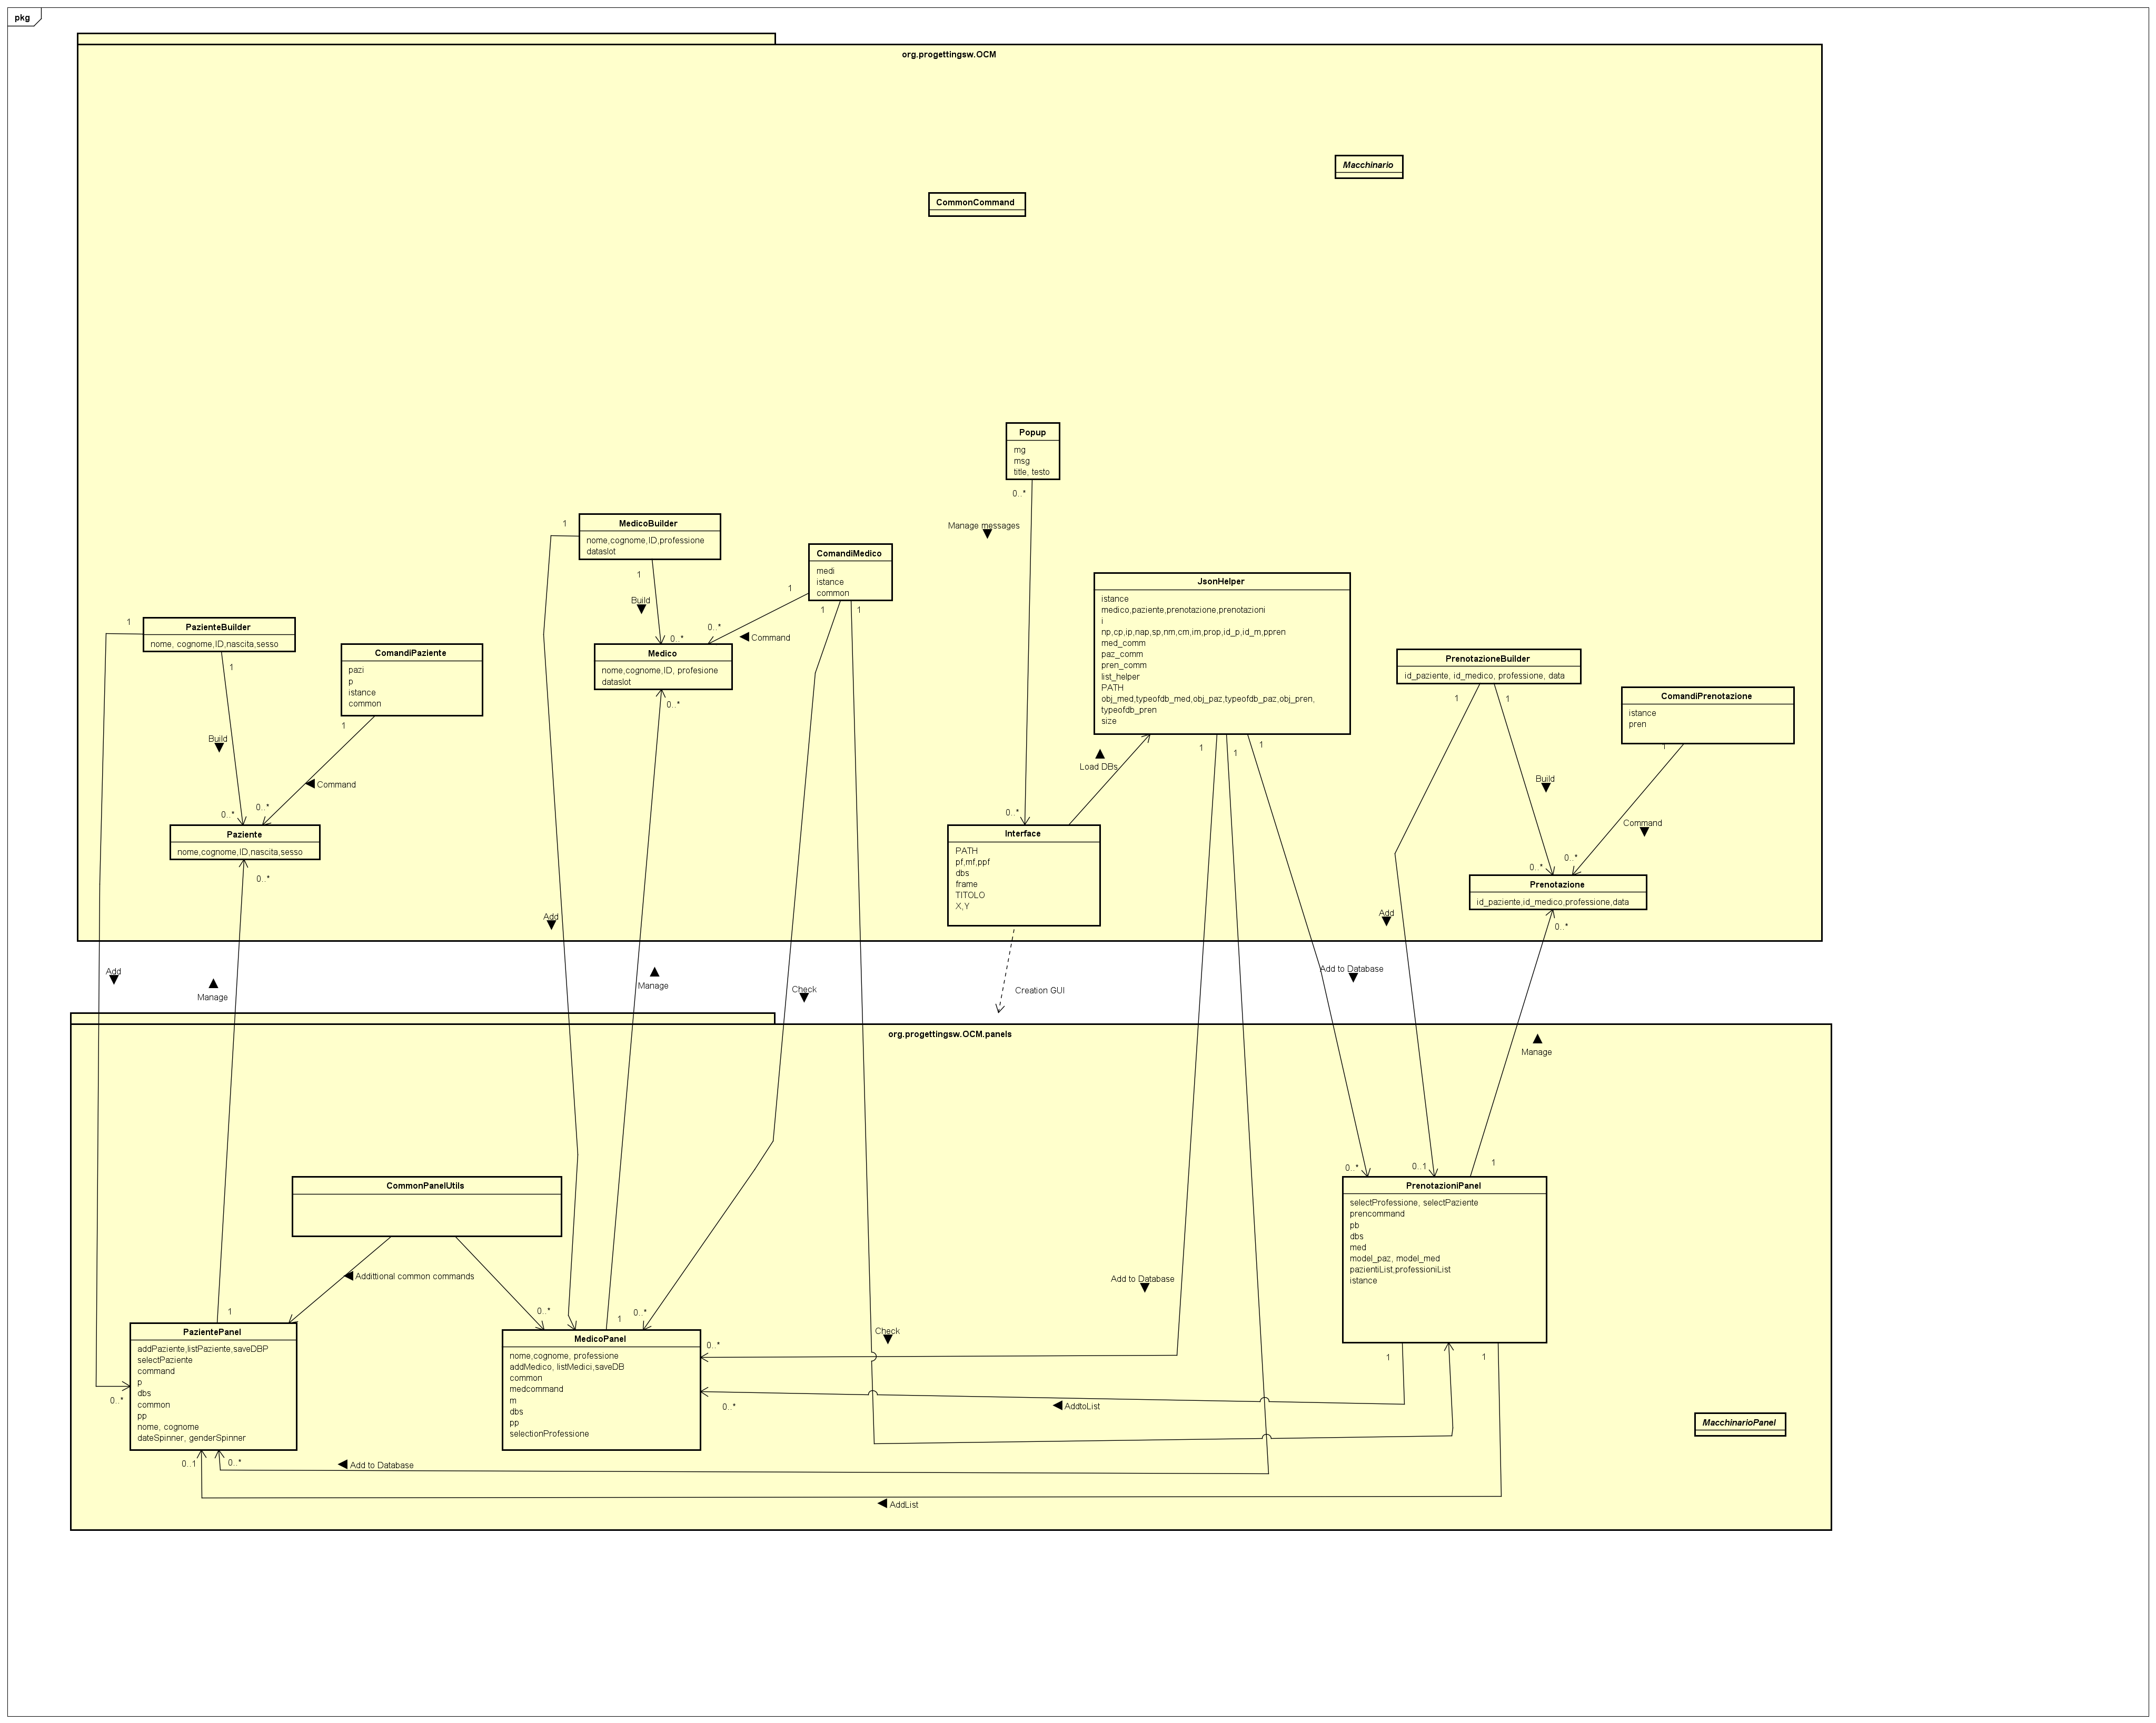 pkg
org.progettingsw.OCM
Macchinario
CommonCommand
Popup
mg
msg
title, testo
0..*
Manage messages
MedicoBuilder
nome,cognome,ID,professione
dataslot
1
1
Build
0..*
ComandiMedico
medi
istance
common
1
1
1
0..*
Command
JsonHelper
istance
medico,paziente,prenotazione,prenotazioni
i
np,cp,ip,nap,sp,nm,cm,im,prop,id_p,id_m,ppren
med_comm
paz_comm
pren_comm
list_helper
PATH
obj_med,typeofdb_med,obj_paz,typeofdb_paz,obj_pren,
typeofdb_pren
size
1
1
1
Load DBs
PazienteBuilder
nome, cognome,ID,nascita,sesso
1
1
Build
0..*
ComandiPaziente
pazi
p
istance
common
1
0..*
Command
Medico
nome,cognome,ID, profesione
dataslot
0..*
PrenotazioneBuilder
id_paziente, id_medico, professione, data
1
1
Build
0..*
ComandiPrenotazione
istance
pren
1
0..*
Command
Paziente
nome,cognome,ID,nascita,sesso
0..*
0..*
Interface
PATH
pf,mf,ppf
dbs
frame
TITOLO
X,Y
Prenotazione
id_paziente,id_medico,professione,data
0..*
Add
Add
Add
Manage
Manage
Check
Creation GUI
Add to Database
org.progettingsw.OCM.panels
Manage
CommonPanelUtils
Addittional common commands
0..*
0..1
1
PrenotazioniPanel
selectProfessione, selectPaziente
prencommand
pb
dbs
med
model_paz, model_med
pazientiList,professioniList
istance
1
1
Add to Database
1
PazientePanel
addPaziente,listPaziente,saveDBP
selectPaziente
command
p
dbs
common
pp
nome, cognome
dateSpinner, genderSpinner
0..*
0..1
0..*
0..*
1
0..*
MedicoPanel
nome,cognome, professione
addMedico, listMedici,saveDB
common
medcommand
m
dbs
pp
selectionProfessione
0..*
0..*
Check
AddtoList
MacchinarioPanel
Add to Database
AddList